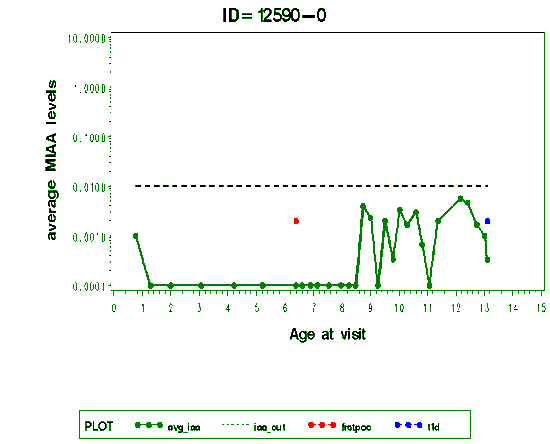 ID=12590-0
average MIAA levels
10.0000
1.0000
0.1000
0.0100
0.0010
0.0001
0 1 2 3 4 5 6 7 8 9 10 11 12 13 14 15
Age at visit
PLOT avg_iaa iaa_cut frstpos t1d